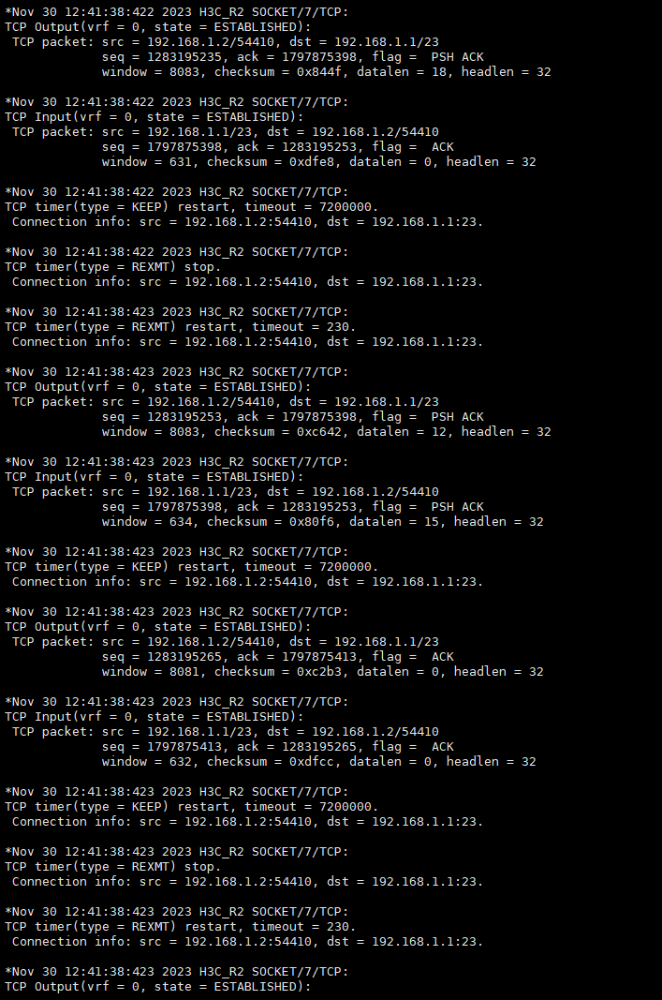 *Nov 30 12:41:38:422 2023 H3C_R2 SOCKET/7/TCP:
TCP Output(vrf = 0, state = ESTABLISHED):
 TCP packet: src = 192.168.1.2/54410, dst = 192.168.1.1/23
             seq = 1283195235, ack = 1797875398, flag =  PSH ACK
             window = 8083, checksum = 0x844f, datalen = 18, headlen = 32

*Nov 30 12:41:38:422 2023 H3C_R2 SOCKET/7/TCP:
TCP Input(vrf = 0, state = ESTABLISHED):
 TCP packet: src = 192.168.1.1/23, dst = 192.168.1.2/54410
             seq = 1797875398, ack = 1283195253, flag =  ACK
             window = 631, checksum = 0xdfe8, datalen = 0, headlen = 32

*Nov 30 12:41:38:422 2023 H3C_R2 SOCKET/7/TCP:
TCP timer(type = KEEP) restart, timeout = 7200000.
 Connection info: src = 192.168.1.2:54410, dst = 192.168.1.1:23.

*Nov 30 12:41:38:422 2023 H3C_R2 SOCKET/7/TCP:
TCP timer(type = REXMT) stop.
 Connection info: src = 192.168.1.2:54410, dst = 192.168.1.1:23.

*Nov 30 12:41:38:423 2023 H3C_R2 SOCKET/7/TCP:
TCP timer(type = REXMT) restart, timeout = 230.
 Connection info: src = 192.168.1.2:54410, dst = 192.168.1.1:23.

*Nov 30 12:41:38:423 2023 H3C_R2 SOCKET/7/TCP:
TCP Output(vrf = 0, state = ESTABLISHED):
 TCP packet: src = 192.168.1.2/54410, dst = 192.168.1.1/23
             seq = 1283195253, ack = 1797875398, flag =  PSH ACK
             window = 8083, checksum = 0xc642, datalen = 12, headlen = 32

*Nov 30 12:41:38:423 2023 H3C_R2 SOCKET/7/TCP:
TCP Input(vrf = 0, state = ESTABLISHED):
 TCP packet: src = 192.168.1.1/23, dst = 192.168.1.2/54410
             seq = 1797875398, ack = 1283195253, flag =  PSH ACK
             window = 634, checksum = 0x80f6, datalen = 15, headlen = 32

*Nov 30 12:41:38:423 2023 H3C_R2 SOCKET/7/TCP:
TCP timer(type = KEEP) restart, timeout = 7200000.
 Connection info: src = 192.168.1.2:54410, dst = 192.168.1.1:23.

*Nov 30 12:41:38:423 2023 H3C_R2 SOCKET/7/TCP:
TCP Output(vrf = 0, state = ESTABLISHED):
 TCP packet: src = 192.168.1.2/54410, dst = 192.168.1.1/23
             seq = 1283195265, ack = 1797875413, flag =  ACK
             window = 8081, checksum = 0xc2b3, datalen = 0, headlen = 32

*Nov 30 12:41:38:423 2023 H3C_R2 SOCKET/7/TCP:
TCP Input(vrf = 0, state = ESTABLISHED):
 TCP packet: src = 192.168.1.1/23, dst = 192.168.1.2/54410
             seq = 1797875413, ack = 1283195265, flag =  ACK
             window = 632, checksum = 0xdfcc, datalen = 0, headlen = 32

*Nov 30 12:41:38:423 2023 H3C_R2 SOCKET/7/TCP:
TCP timer(type = KEEP) restart, timeout = 7200000.
 Connection info: src = 192.168.1.2:54410, dst = 192.168.1.1:23.

*Nov 30 12:41:38:423 2023 H3C_R2 SOCKET/7/TCP:
TCP timer(type = REXMT) stop.
 Connection info: src = 192.168.1.2:54410, dst = 192.168.1.1:23.

*Nov 30 12:41:38:423 2023 H3C_R2 SOCKET/7/TCP:
TCP timer(type = REXMT) restart, timeout = 230.
 Connection info: src = 192.168.1.2:54410, dst = 192.168.1.1:23.

*Nov 30 12:41:38:423 2023 H3C_R2 SOCKET/7/TCP:
TCP Output(vrf = 0, state = ESTABLISHED):